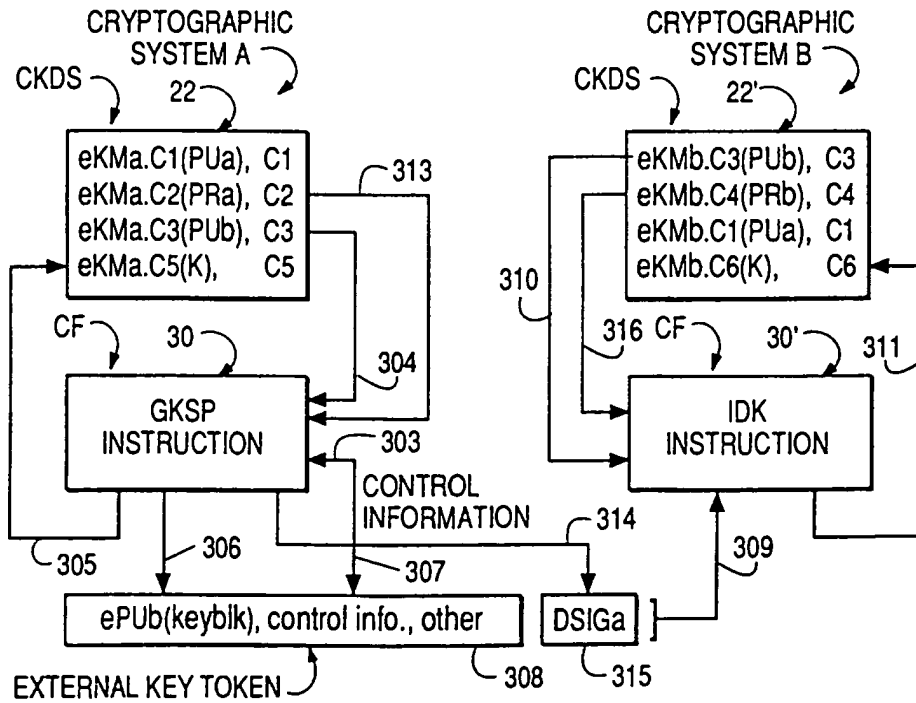 CRYPTOGRAPHIC
SYSTEM A
CKDS
22
eKMa.C1(PUa), C1
eKMa.C2(PRa), C2
eKMa.C3(PUb), C3
eKMa.C5(K), C5
313
CF
30
304
GKSP
INSTRUCTION
303
CONTROL
INFORMATION
305
306
307
314
ePUb(keyblk), control info., other
DSIGa
EXTERNAL KEY TOKEN
308
315
CRYPTOGRAPHIC
SYSTEM B
CKDS
22'
eKMb.C3(PUb), C3
eKMb.C4(PRb), C4
eKMb.C1(PUa), C1
eKMb.C6(K), C6
310
316
CF
30'
311
IDK
INSTRUCTION
309